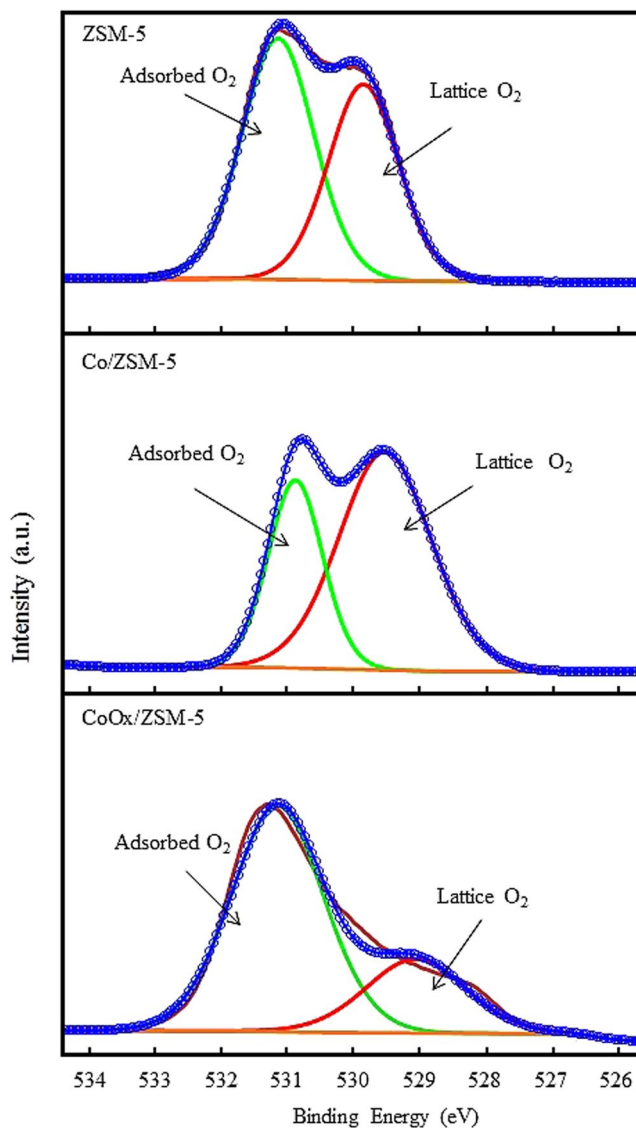 ZSM-5
Adsorbed O₂
Lattice O₂
Co/ZSM-5
Adsorbed O₂
Lattice O₂
CoOx/ZSM-5
Adsorbed O₂
Lattice O₂
Intensity (a.u.)
534 533 532 531 530 529 528 527 526
Binding Energy (eV)